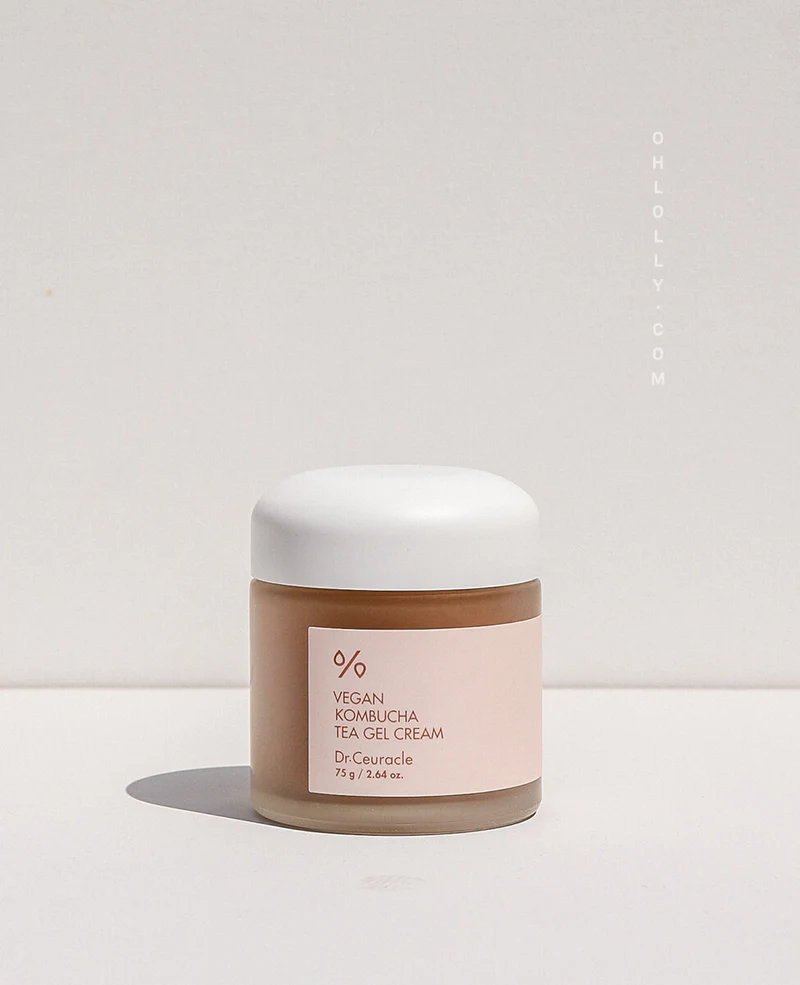 OHLOLLY.COM
%
VEGAN
KOMBUCHA
TEA GEL CREAM
Dr.Ceuracle
75 g / 2.64 oz.